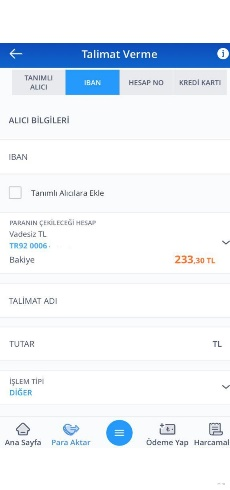 Talimat Verme
TANIMLI ALICI
IBAN
HESAP NO
KREDİ KARTI
ALICI BİLGİLERİ
IBAN
Tanımlı Alıcılara Ekle
PARANIN ÇEKİLECEĞİ HESAP
Vadesiz TL
TR92 0006
Bakiye
233,30 TL
TALİMAT ADI
TUTAR
TL
İŞLEM TİPİ
DİĞER
Ana Sayfa
Para Aktar
Ödeme Yap
Harcamal